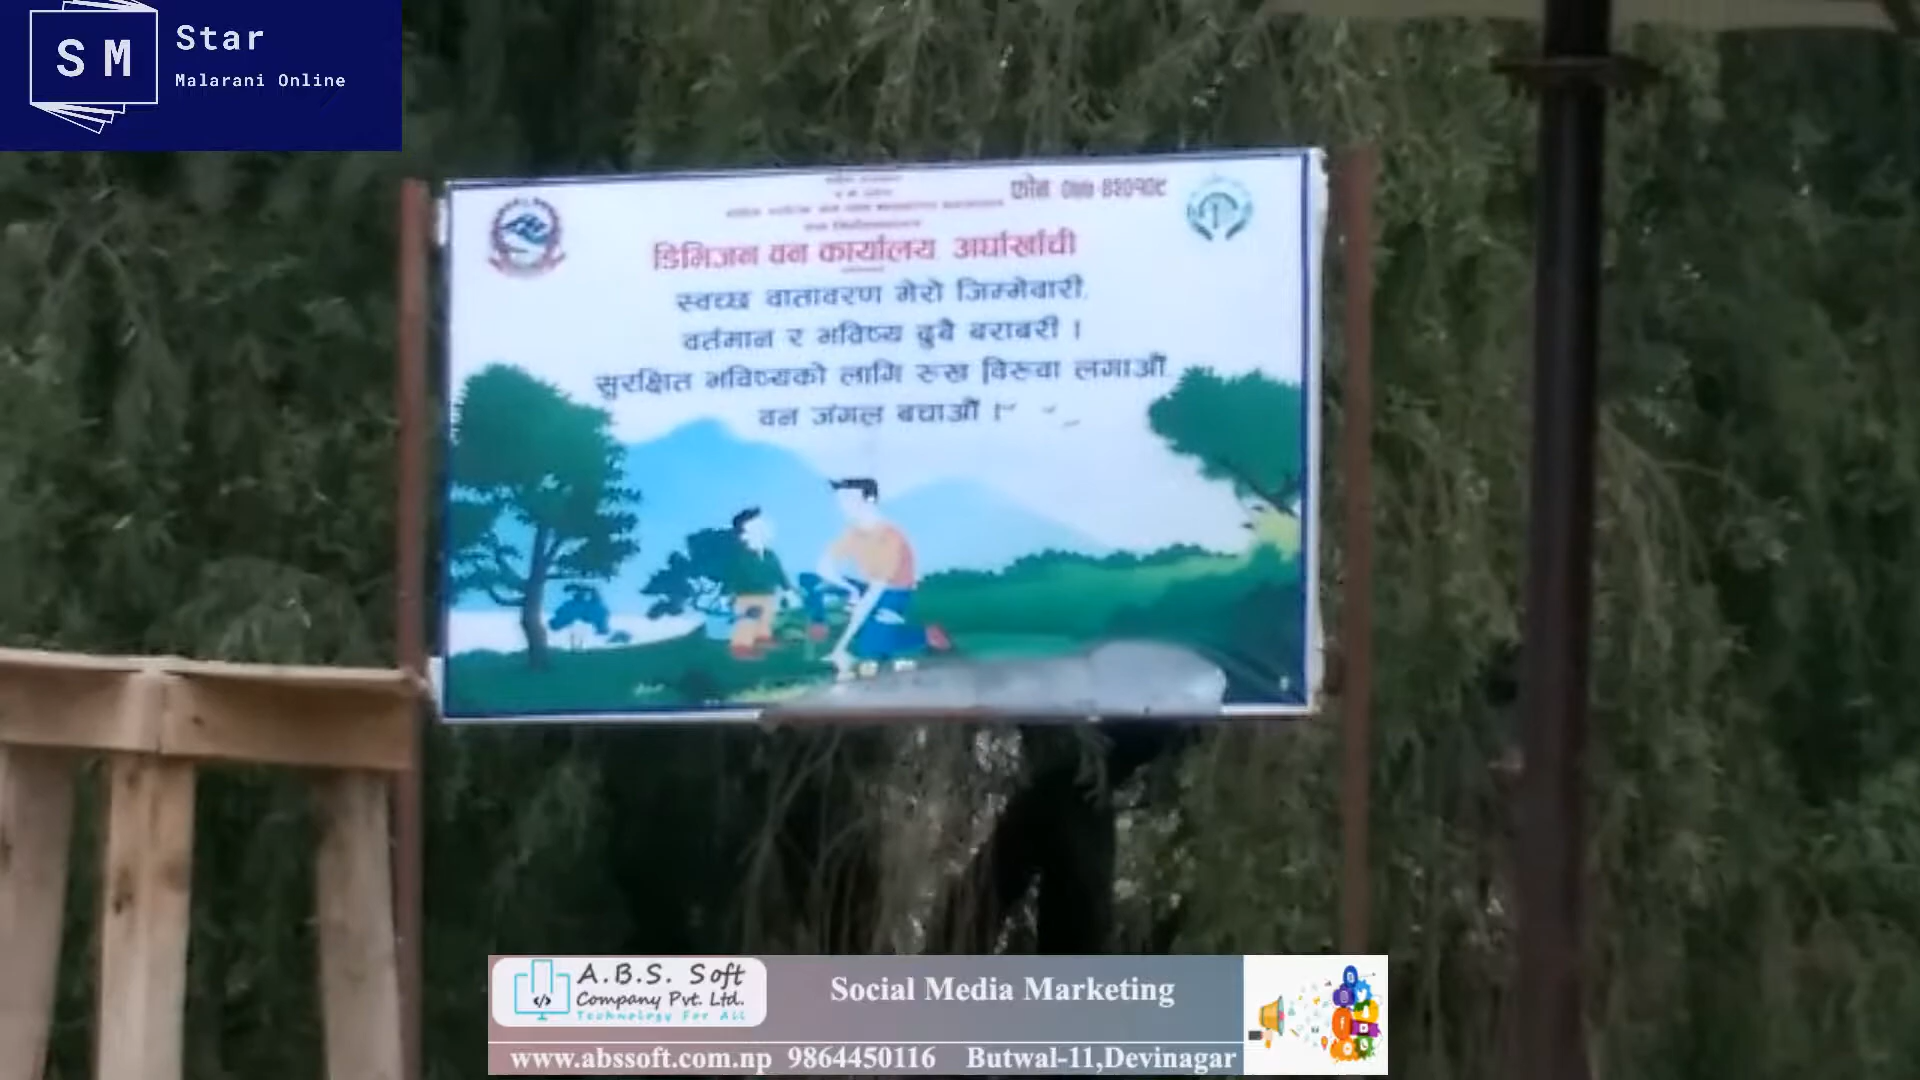 S M
Star
Malarani Online
फोन ०७७ ४२०१०८
डिभिजन वन कार्यालय अर्घाखाँची
स्वच्छ वातावरण मेरो जिम्मेवारी,
वर्तमान र भविष्य दुबै बराबरी ।
सुरक्षित भविष्यको लागि रुख बिरुवा लगाऔं
वन जंगल बचाऔं ।
A.B.S. Soft
Company Pvt. Ltd.
Technology For All
Social Media Marketing
www.abssoft.com.np 9864450116 Butwal-11,Devinagar